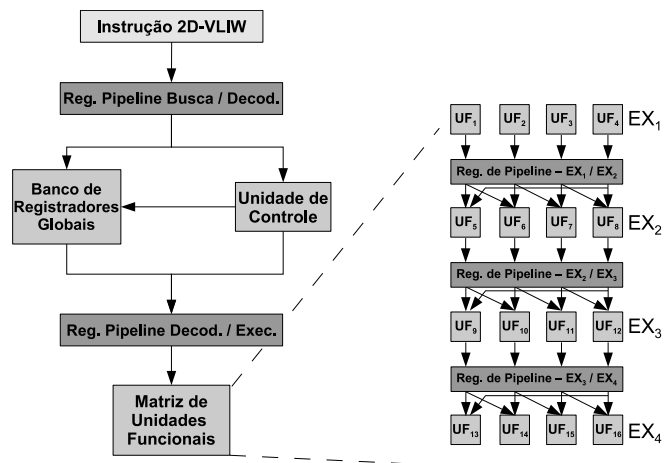 Instrução 2D-VLIW
Reg. Pipeline Busca / Decod.
Banco de
Registradores
Globais
Unidade de
Controle
Reg. Pipeline Decod. / Exec.
Matriz de
Unidades
Funcionais
UF1 UF2 UF3 UF4 EX1
Reg. de Pipeline – EX1 / EX2
UF5 UF6 UF7 UF8 EX2
Reg. de Pipeline – EX2 / EX3
UF9 UF10 UF11 UF12 EX3
Reg. de Pipeline – EX3 / EX4
UF13 UF14 UF15 UF16 EX4